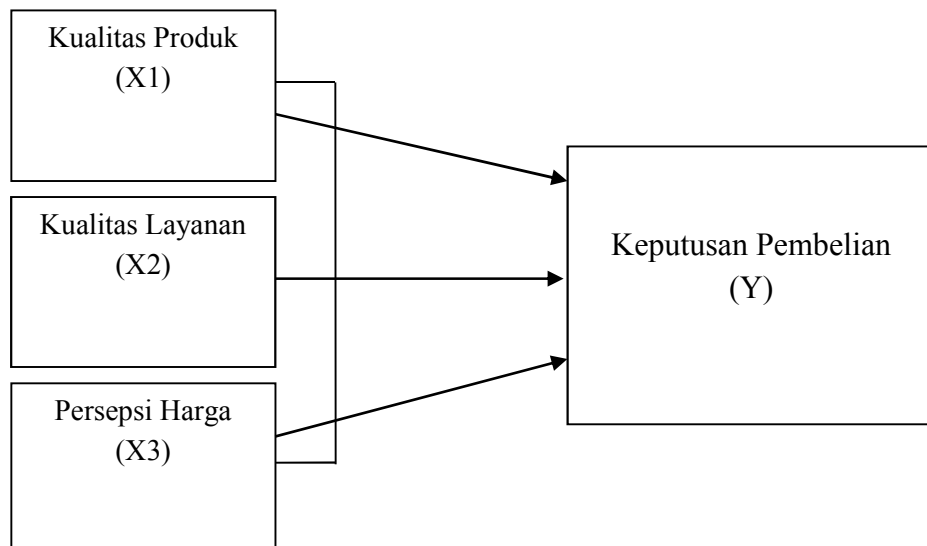 Kualitas Produk
(X1)
Kualitas Layanan
(X2)
Persepsi Harga
(X3)
Keputusan Pembelian
(Y)